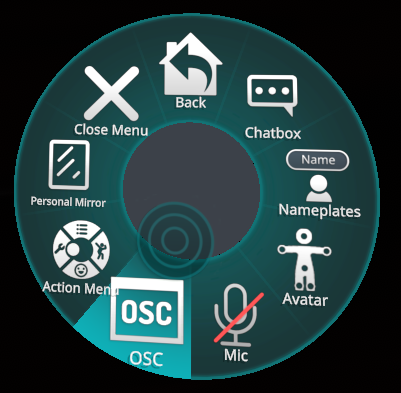 Back
Chatbox
Name
Nameplates
Avatar
Mic
OSC
OSC
Action Menu
Personal Mirror
Close Menu